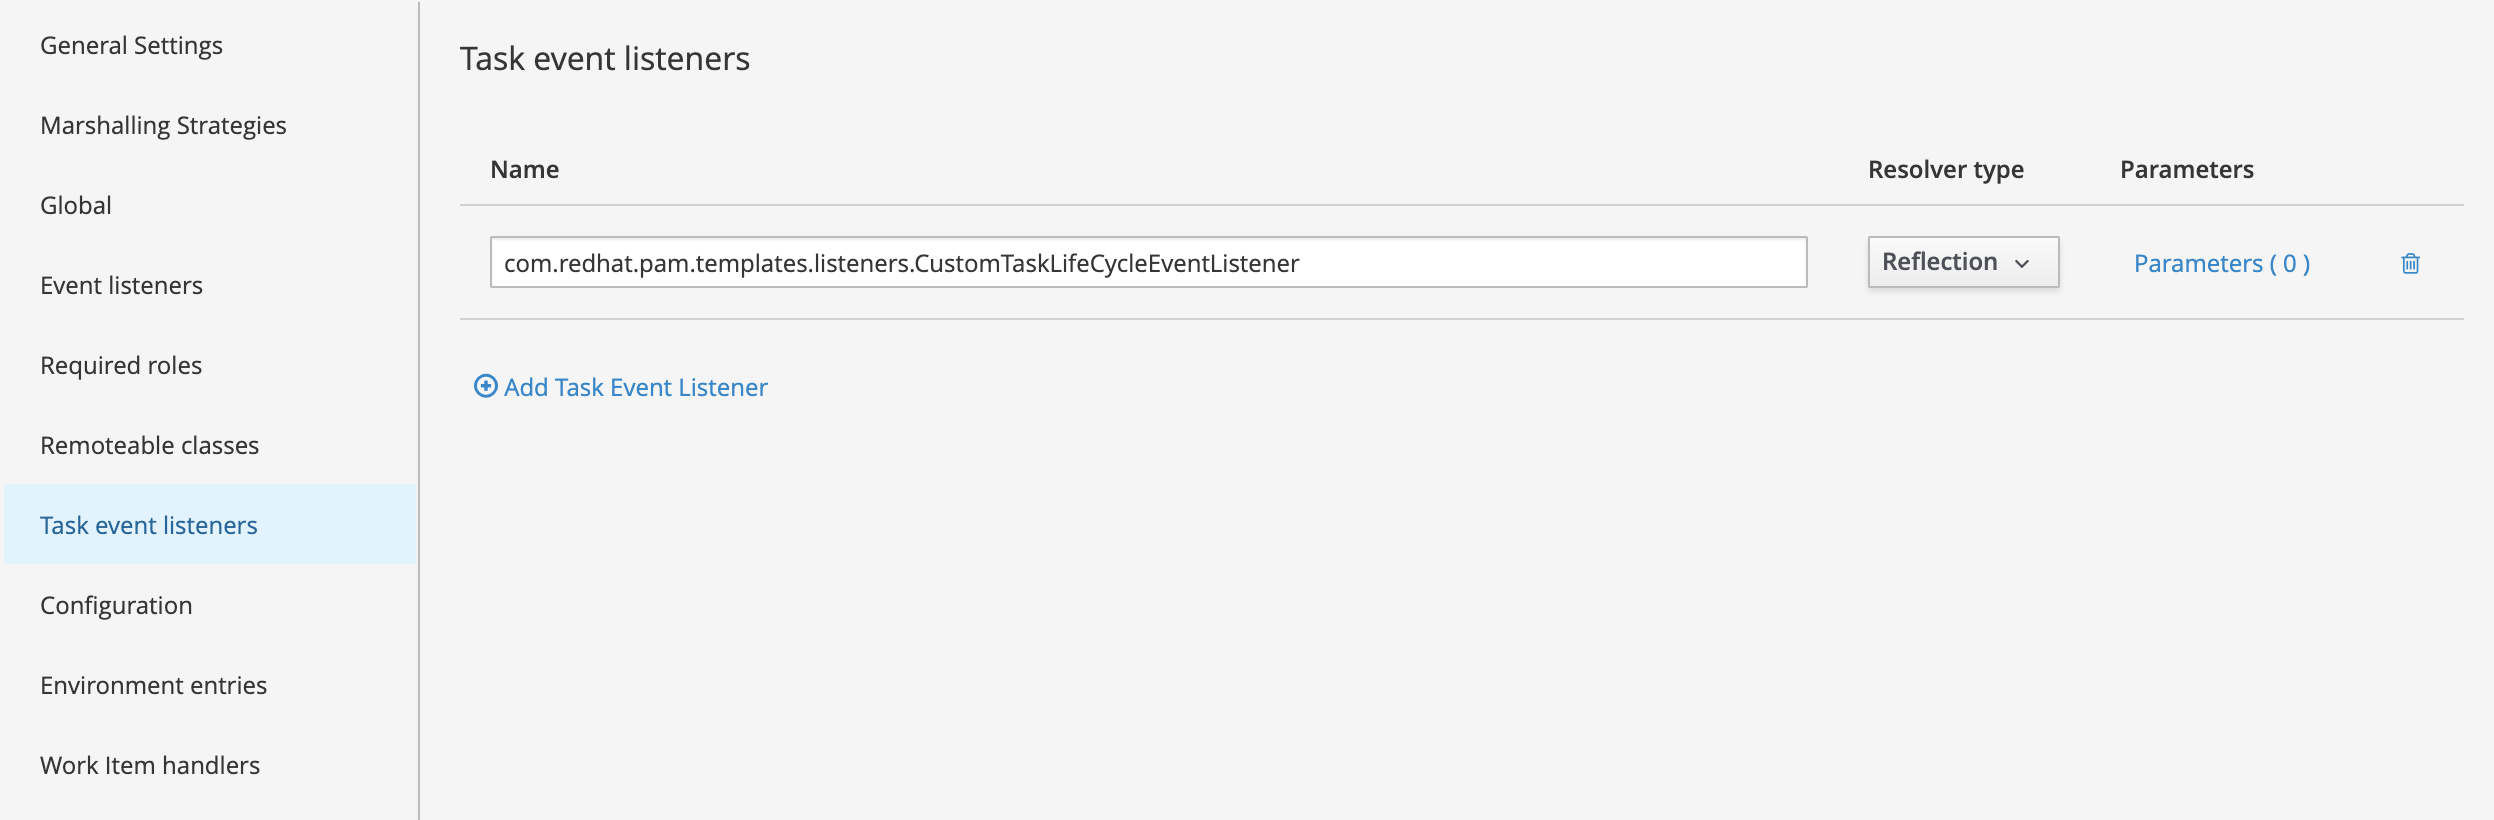 General Settings
Marshalling Strategies
Global
Event listeners
Required roles
Remoteable classes
Task event listeners
Configuration
Environment entries
Work Item handlers
Task event listeners
Name Resolver type Parameters
com.redhat.pam.templates.listeners.CustomTaskLifeCycleEventListener Reflection Parameters ( 0 )
Add Task Event Listener